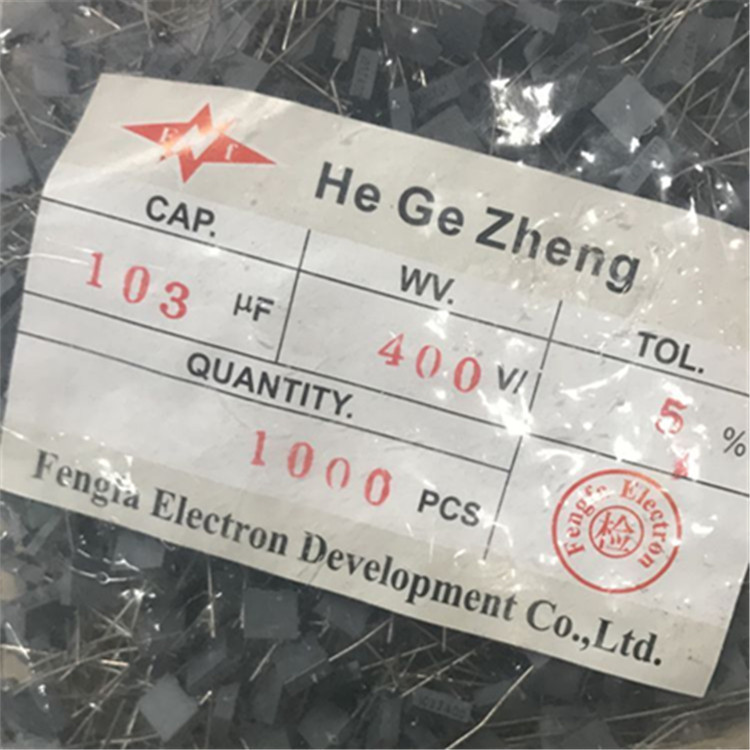 He Ge Zheng
CAP.
WV.
TOL.
103 μF
400 V/
5 %
QUANTITY.
1000 PCS
Fengfa Electron
检
Fengfa Electron Development Co.,Ltd.